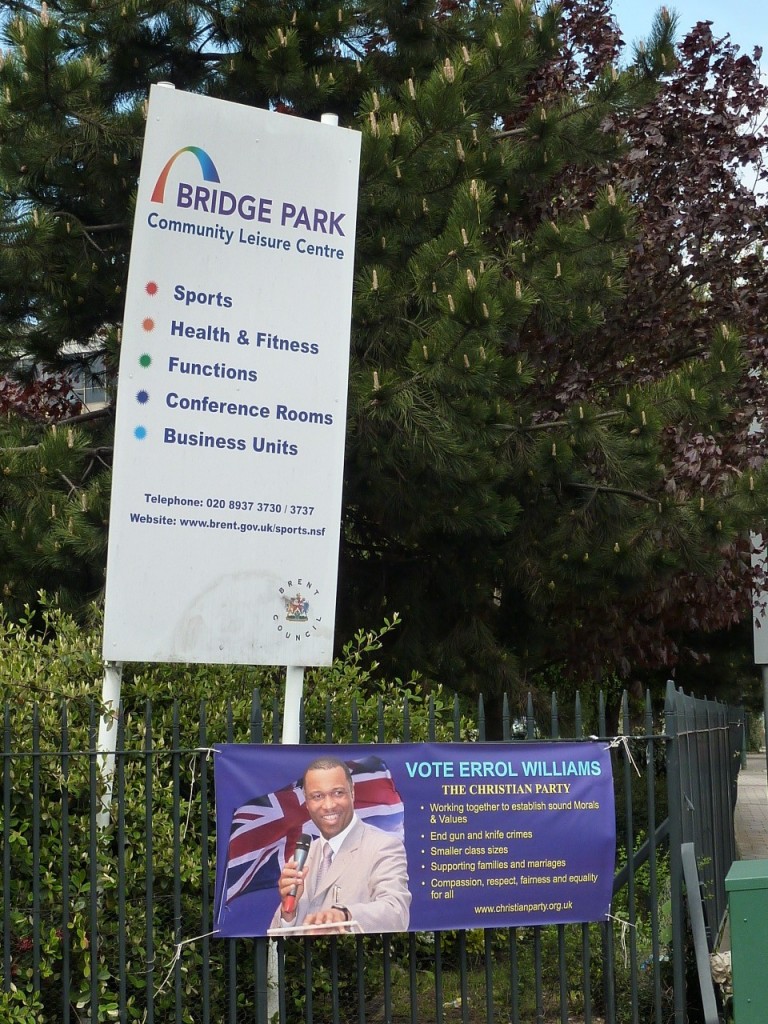 BRIDGE PARK
Community Leisure Centre
Sports
Health & Fitness
Functions
Conference Rooms
Business Units
Telephone: 020 8937 3730 / 3737
Website: www.brent.gov.uk/sports.nsf
BRENT
COUNCIL
VOTE ERROL WILLIAMS
THE CHRISTIAN PARTY
• Working together to establish sound Morals
& Values
• End gun and knife crimes
• Smaller class sizes
• Supporting families and marriages
• Compassion, respect, fairness and equality
for all
www.christianparty.org.uk